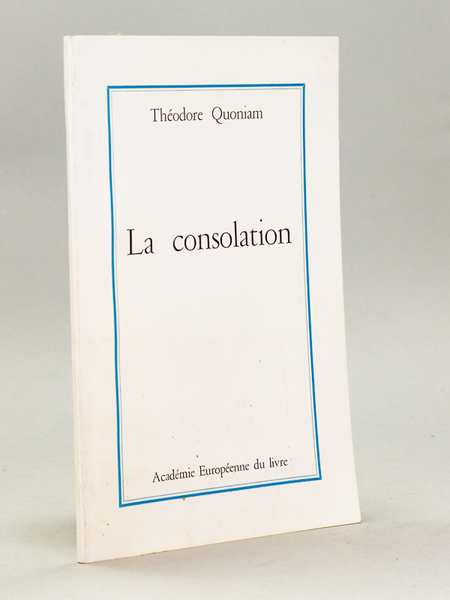 Théodore Quoniam
La consolation
Académie Européenne du livre